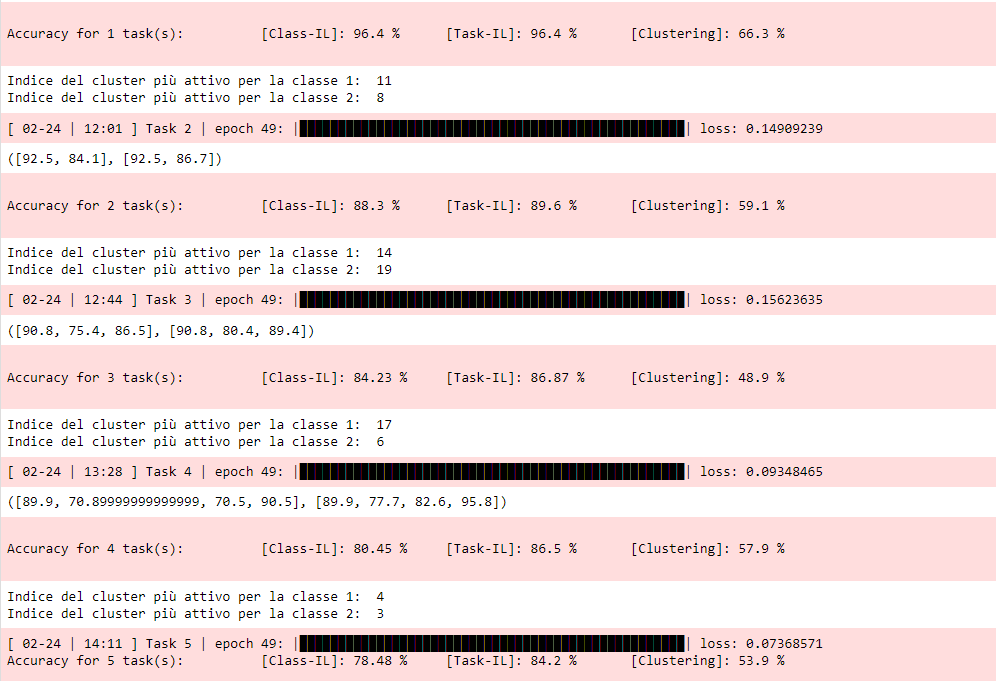 Accuracy for 1 task(s): [Class-IL]: 96.4 % [Task-IL]: 96.4 % [Clustering]: 66.3 %
Indice del cluster più attivo per la classe 1: 11
Indice del cluster più attivo per la classe 2: 8
[ 02-24 | 12:01 ] Task 2 | epoch 49: || loss: 0.14909239
([92.5, 84.1], [92.5, 86.7])
Accuracy for 2 task(s): [Class-IL]: 88.3 % [Task-IL]: 89.6 % [Clustering]: 59.1 %
Indice del cluster più attivo per la classe 1: 14
Indice del cluster più attivo per la classe 2: 19
[ 02-24 | 12:44 ] Task 3 | epoch 49: || loss: 0.15623635
([90.8, 75.4, 86.5], [90.8, 80.4, 89.4])
Accuracy for 3 task(s): [Class-IL]: 84.23 % [Task-IL]: 86.87 % [Clustering]: 48.9 %
Indice del cluster più attivo per la classe 1: 17
Indice del cluster più attivo per la classe 2: 6
[ 02-24 | 13:28 ] Task 4 | epoch 49: || loss: 0.09348465
([89.9, 70.89999999999999, 70.5, 90.5], [89.9, 77.7, 82.6, 95.8])
Accuracy for 4 task(s): [Class-IL]: 80.45 % [Task-IL]: 86.5 % [Clustering]: 57.9 %
Indice del cluster più attivo per la classe 1: 4
Indice del cluster più attivo per la classe 2: 3
[ 02-24 | 14:11 ] Task 5 | epoch 49: || loss: 0.07368571
Accuracy for 5 task(s): [Class-IL]: 78.48 % [Task-IL]: 84.2 % [Clustering]: 53.9 %